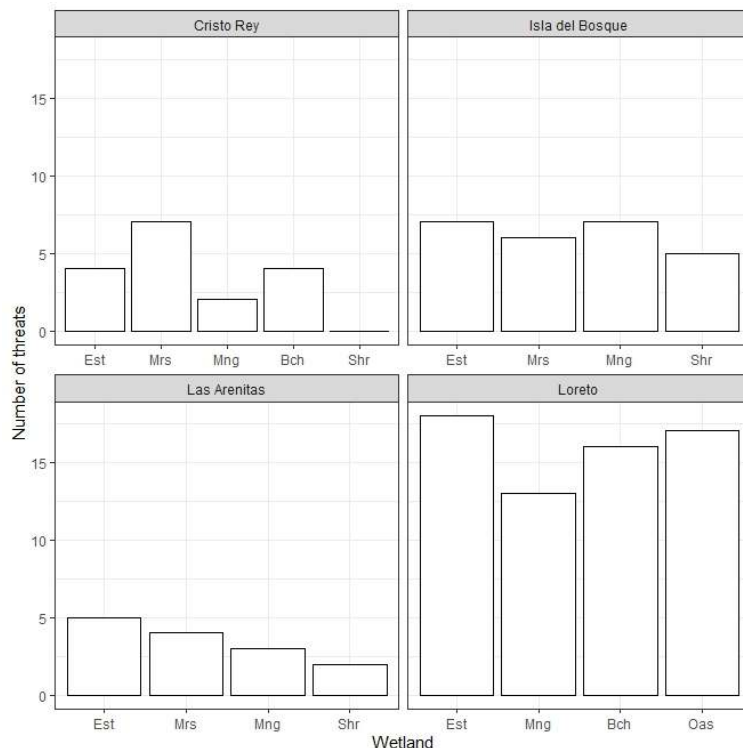 Cristo Rey
Isla del Bosque
15
10
5
0
Est Mrs Mng Bch Shr
Est Mrs Mng Shr
Number of threats
Las Arenitas
Loreto
15
10
5
0
Est Mrs Mng Shr
Est Mng Bch Oas
Wetland